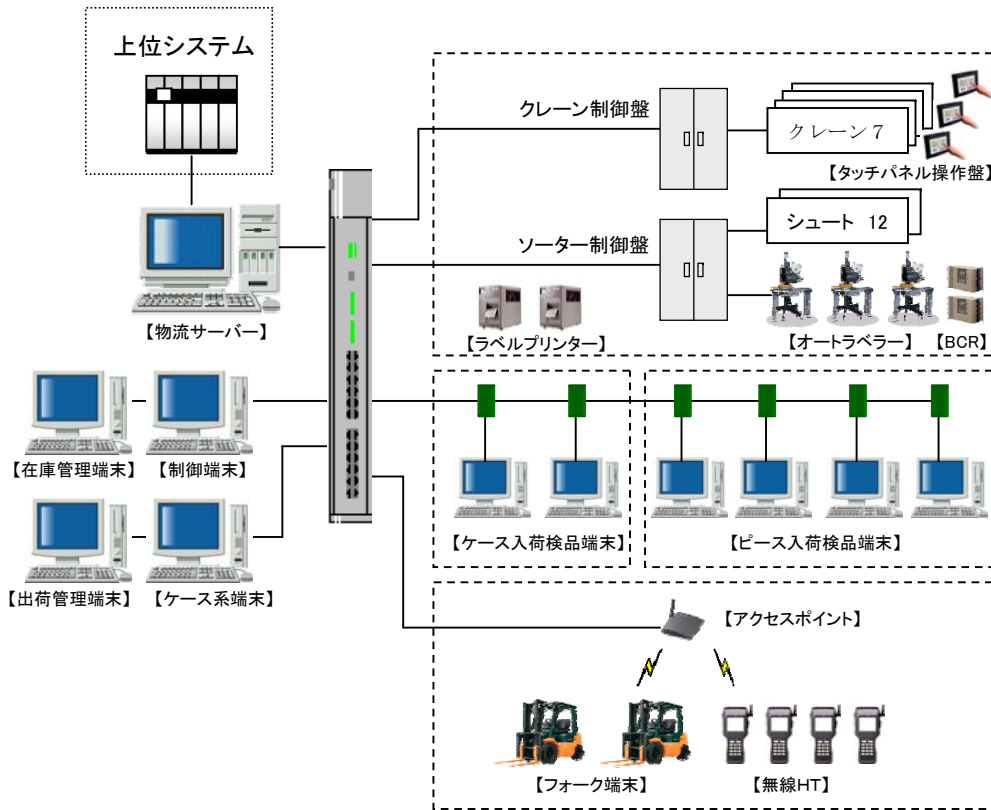 上位システム
クレーン制御盤
クレーン7
【タッチパネル操作盤】
ソーター制御盤
シュート 12
【物流サーバー】
【ラベルプリンター】
【オートラベラー】
【BCR】
【在庫管理端末】
【制御端末】
【出荷管理端末】
【ケース系端末】
【ケース入荷検品端末】
【ピース入荷検品端末】
【アクセスポイント】
【フォーク端末】
【無線HT】